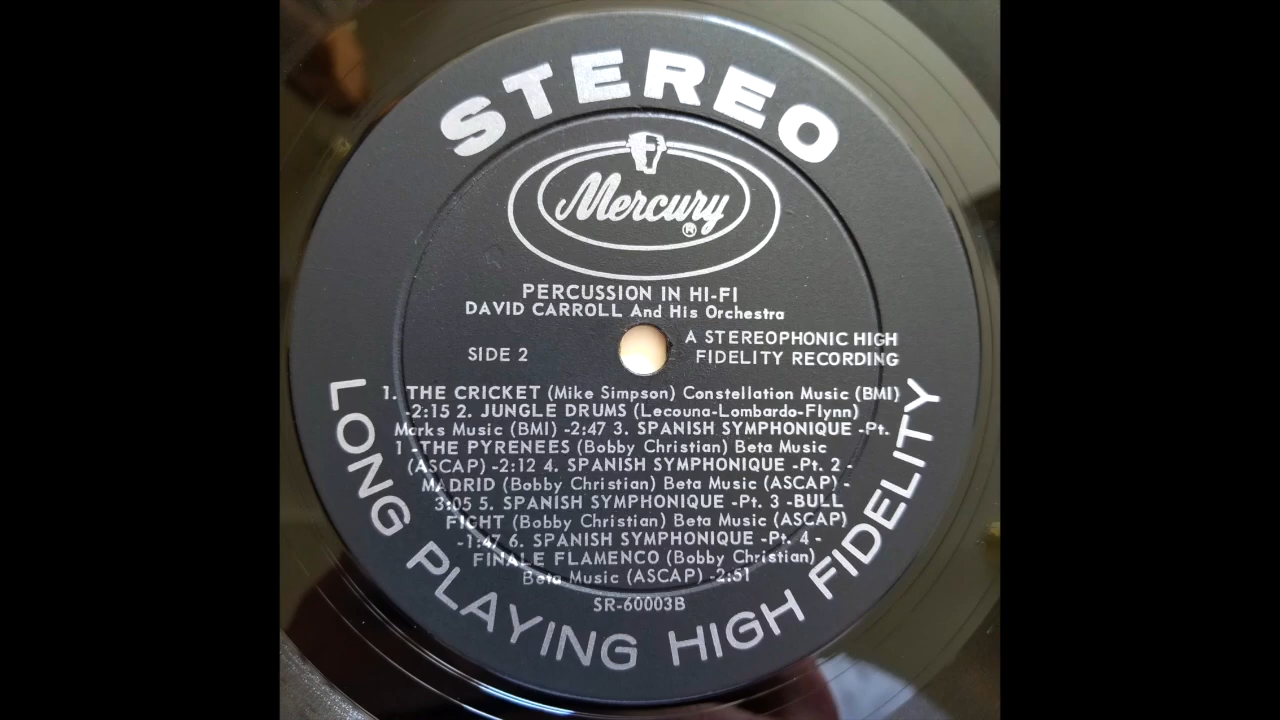 STEREO
Mercury
®
PERCUSSION IN HI-FI
DAVID CARROLL And His Orchestra
SIDE 2
A STEREOPHONIC HIGH
FIDELITY RECORDING
1. THE CRICKET (Mike Simpson) Constellation Music (BMI)
-2:15 2. JUNGLE DRUMS (Lecouna-Lombardo-Flynn)
Marks Music (BMI) -2:47 3. SPANISH SYMPHONIQUE -Pt.
1 -THE PYRENEES (Bobby Christian) Beta Music
(ASCAP) -2:12 4. SPANISH SYMPHONIQUE -Pt. 2 -
MADRID (Bobby Christian) Beta Music (ASCAP) -
3:05 5. SPANISH SYMPHONIQUE -Pt. 3 -BULL
FIGHT (Bobby Christian) Beta Music (ASCAP)
-1:47 6. SPANISH SYMPHONIQUE -Pt. 4 -
FINALE FLAMENCO (Bobby Christian)
Beta Music (ASCAP) -2:51
SR-60003B
LONG PLAYING HIGH FIDELITY